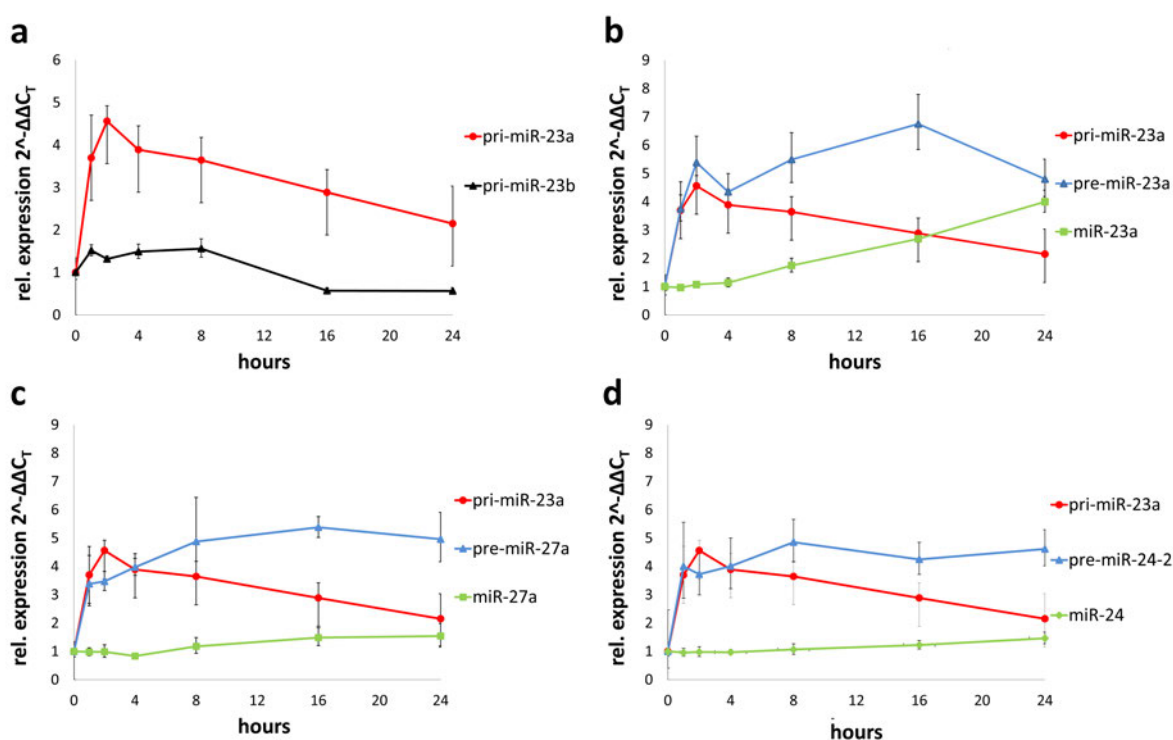 a
rel. expression 2^-ΔΔCT
6
5
4
3
2
1
0
0 4 8 12 16 20 24
hours
pri-miR-23a
pri-miR-23b
b
rel. expression 2^-ΔΔCT
9
8
7
6
5
4
3
2
1
0
0 4 8 12 16 20 24
hours
pri-miR-23a
pre-miR-23a
miR-23a
c
rel. expression 2^-ΔΔCT
9
8
7
6
5
4
3
2
1
0
0 4 8 12 16 20 24
hours
pri-miR-23a
pre-miR-27a
miR-27a
d
rel. expression 2^-ΔΔCT
9
8
7
6
5
4
3
2
1
0
0 4 8 12 16 20 24
hours
pri-miR-23a
pre-miR-24-2
miR-24